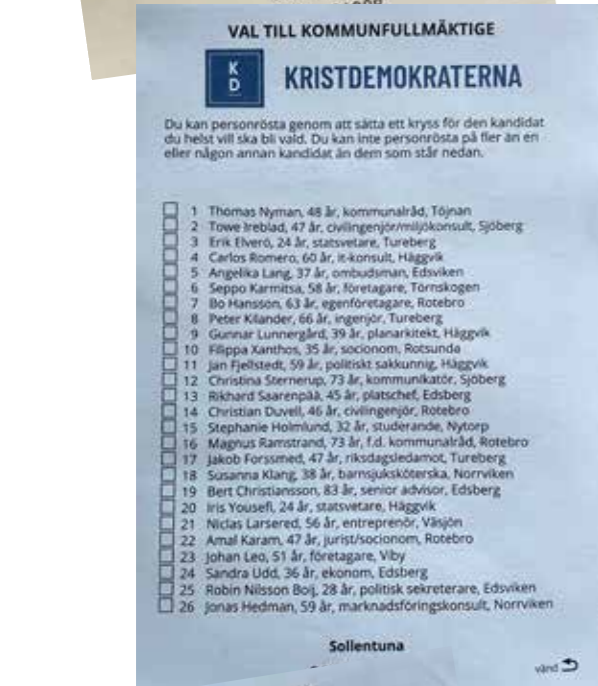 VAL TILL KOMMUNFULLMÄKTIGE
K
D
KRISTDEMOKRATERNA
Du kan personrösta genom att sätta ett kryss för den kandidat
du helst vill ska bli vald. Du kan inte personrösta på fler än en
eller någon annan kandidat än dem som står nedan.
1 Thomas Nyman, 48 år, kommunalråd, Töjnan
2 Towe Ireblad, 47 år, civilingenjör/miljökonsult, Sjöberg
3 Erik Elverö, 24 år, statsvetare, Tureberg
4 Carlos Romero, 60 år, it-konsult, Häggvik
5 Angelika Lang, 37 år, ombudsman, Edsviken
6 Seppo Karmitsa, 58 år, företagare, Törnskogen
7 Bo Hansson, 63 år, egenföretagare, Rotebro
8 Peter Kilander, 66 år, ingenjör, Tureberg
9 Gunnar Lunnergård, 39 år, planarkitekt, Häggvik
10 Filippa Xanthos, 35 år, socionom, Rotsunda
11 Jan Fjellstedt, 59 år, politiskt sakkunnig, Häggvik
12 Christina Sternerup, 73 år, kommunikatör, Sjöberg
13 Rikhard Saarenpää, 45 år, platschef, Edsberg
14 Christian Duvell, 46 år, civilingenjör, Rotebro
15 Stephanie Holmlund, 32 år, studerande, Nytorp
16 Magnus Ramstrand, 73 år, f.d. kommunalråd, Rotebro
17 Jakob Forssmed, 47 år, riksdagsledamot, Tureberg
18 Susanna Klang, 38 år, barnsjuksköterska, Norrviken
19 Bert Christiansson, 83 år, senior advisor, Edsberg
20 Iris Yousefi, 24 år, statsvetare, Häggvik
21 Niclas Larsered, 56 år, entreprenör, Väsjön
22 Amal Karam, 47 år, jurist/socionom, Rotebro
23 Johan Leo, 51 år, företagare, Viby
24 Sandra Udd, 36 år, ekonom, Edsberg
25 Robin Nilsson Boij, 28 år, politisk sekreterare, Edsviken
26 Jonas Hedman, 59 år, marknadsföringskonsult, Norrviken
Sollentuna
vänd